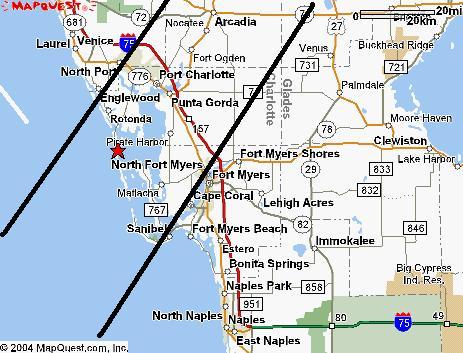 MAPQUEST
681
Laurel
Venice
72
Nocatee
Arcadia
27
20mi
20km
Venus
Buckhead Ridge
75
Fort Ogden
North Port
776
Port Charlotte
731
721
Palmdale
Englewood
Punta Gorda
Glades
Charlotte
Rotonda
157
78
Moore Haven
Pirate Harbor
Clewiston
North Fort Myers
Fort Myers Shores
Lake Harbor
29
833
Fort Myers
832
Matlacha
Cape Coral
Lehigh Acres
767
82
846
Sanibel
Fort Myers Beach
Estero
Immokalee
Bonita Springs
Big Cypress
Ind. Res.
Naples Park
858
951
North Naples
Naples
80
75
49
East Naples
© 2004 MapQuest.com, Inc.